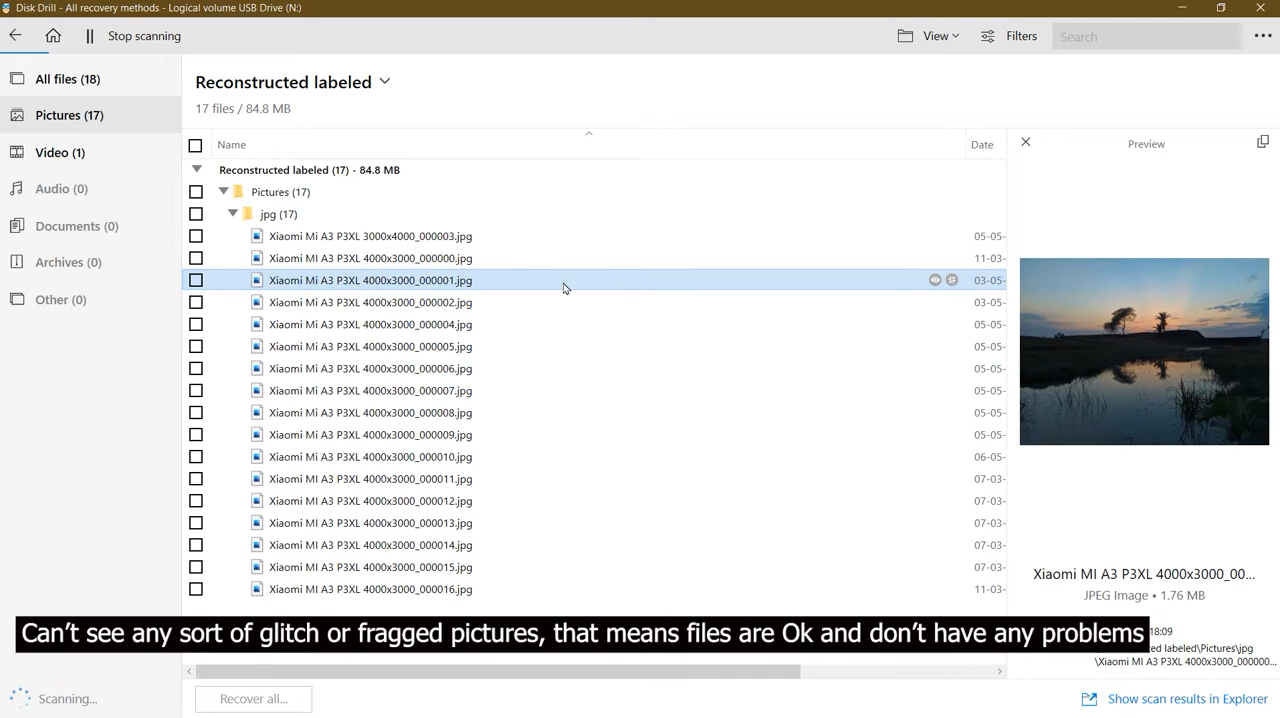 Disk Drill - All recovery methods - Logical volume USB Drive (N:)
Stop scanning
View
Filters
Search
All files (18)
Pictures (17)
Video (1)
Audio (0)
Documents (0)
Archives (0)
Other (0)
Reconstructed labeled
17 files / 84.8 MB
Name
Date
Preview
Reconstructed labeled (17) - 84.8 MB
Pictures (17)
jpg (17)
Xiaomi Mi A3 P3XL 3000x4000_000003.jpg 05-05-
Xiaomi MI A3 P3XL 4000x3000_000000.jpg 11-03-
Xiaomi MI A3 P3XL 4000x3000_000001.jpg 03-05-
Xiaomi MI A3 P3XL 4000x3000_000002.jpg 03-05-
Xiaomi MI A3 P3XL 4000x3000_000004.jpg 05-05-
Xiaomi MI A3 P3XL 4000x3000_000005.jpg 05-05-
Xiaomi MI A3 P3XL 4000x3000_000006.jpg 05-05-
Xiaomi MI A3 P3XL 4000x3000_000007.jpg 05-05-
Xiaomi MI A3 P3XL 4000x3000_000008.jpg 05-05-
Xiaomi MI A3 P3XL 4000x3000_000009.jpg 05-05-
Xiaomi MI A3 P3XL 4000x3000_000010.jpg 06-05-
Xiaomi MI A3 P3XL 4000x3000_000011.jpg 07-03-
Xiaomi MI A3 P3XL 4000x3000_000012.jpg 07-03-
Xiaomi MI A3 P3XL 4000x3000_000013.jpg 07-03-
Xiaomi MI A3 P3XL 4000x3000_000014.jpg 07-03-
Xiaomi MI A3 P3XL 4000x3000_000015.jpg 07-03-
Xiaomi MI A3 P3XL 4000x3000_000016.jpg 11-03-
Xiaomi MI A3 P3XL 4000x3000_00...
JPEG Image • 1.76 MB
18:09
labeled\Pictures\jpg
\Xiaomi MI A3 P3XL 4000x3000_000000...
Can't see any sort of glitch or fragged pictures, that means files are Ok and don't have any problems
Scanning...
Recover all...
Show scan results in Explorer